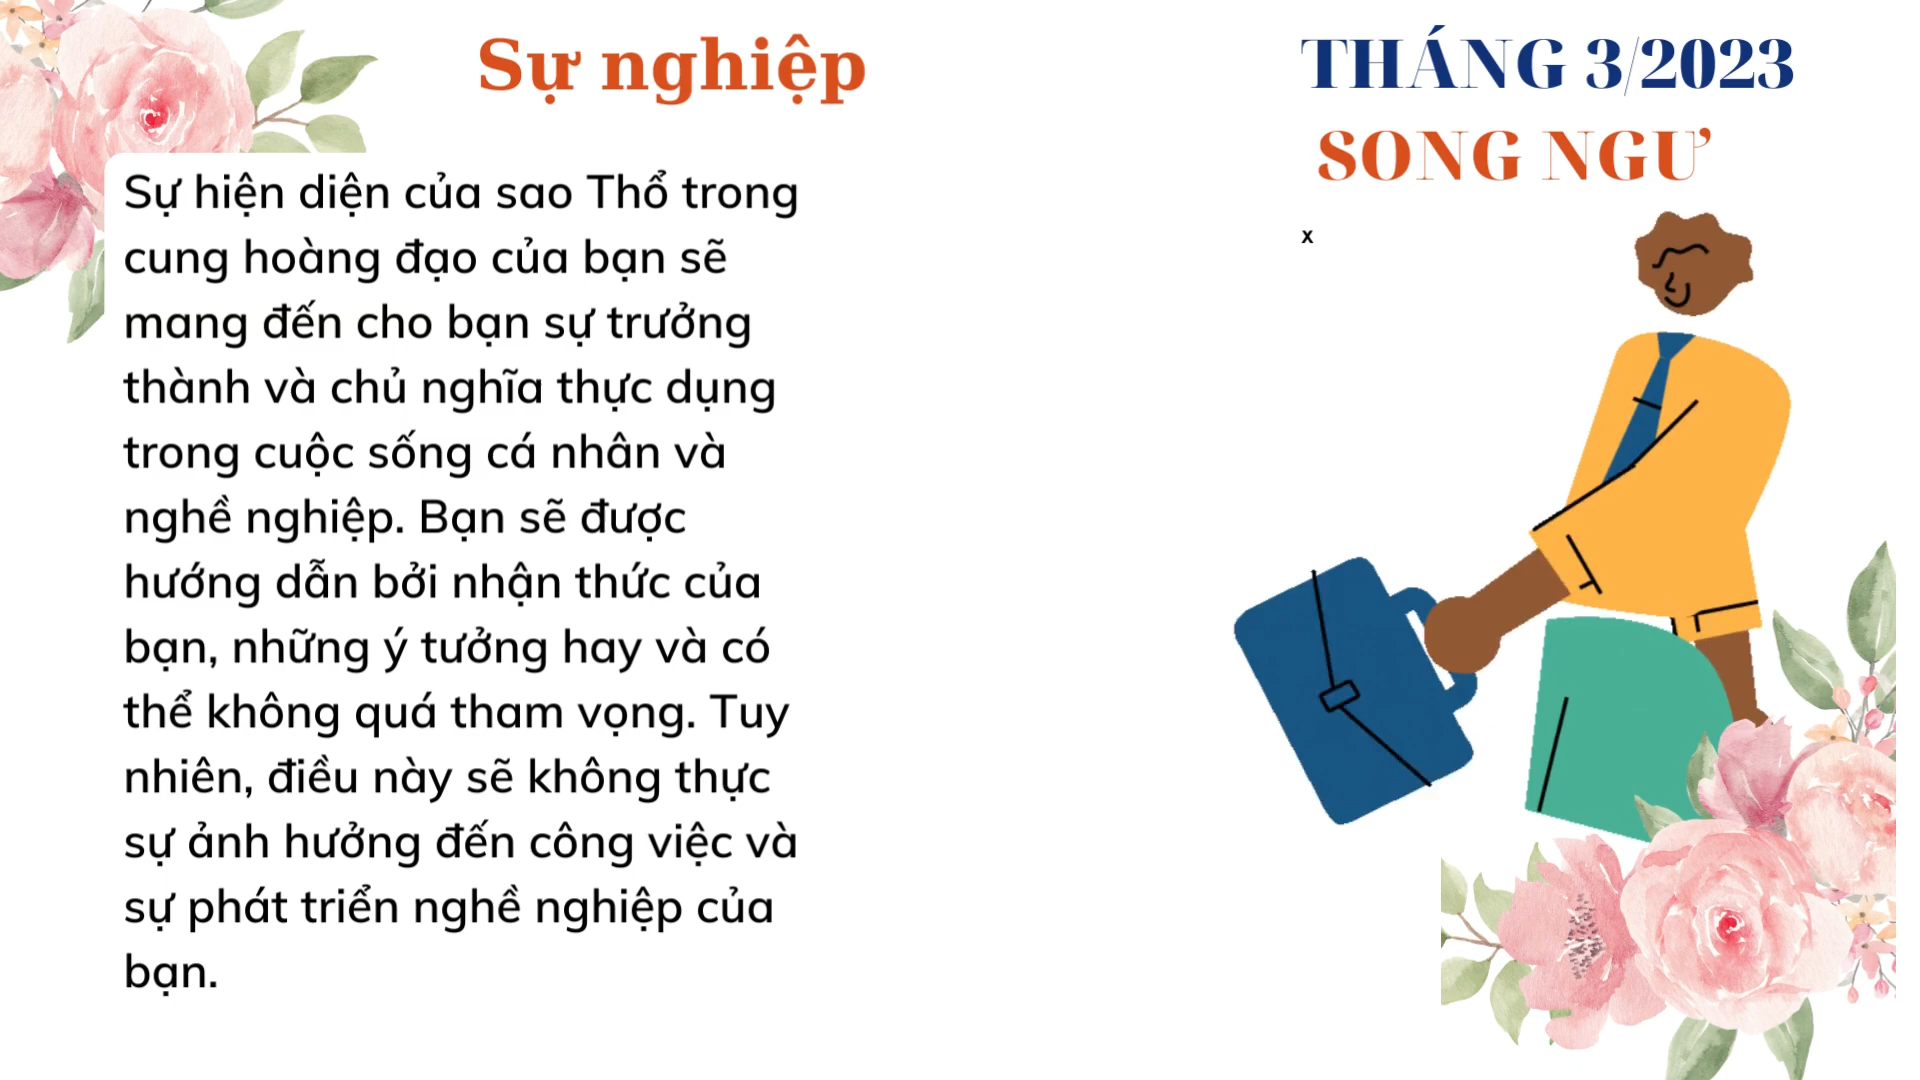 Sự nghiệp
THÁNG 3/2023
SONG NGƯ
x
Sự hiện diện của sao Thổ trong
cung hoàng đạo của bạn sẽ
mang đến cho bạn sự trưởng
thành và chủ nghĩa thực dụng
trong cuộc sống cá nhân và
nghề nghiệp. Bạn sẽ được
hướng dẫn bởi nhận thức của
bạn, những ý tưởng hay và có
thể không quá tham vọng. Tuy
nhiên, điều này sẽ không thực
sự ảnh hưởng đến công việc và
sự phát triển nghề nghiệp của
bạn.